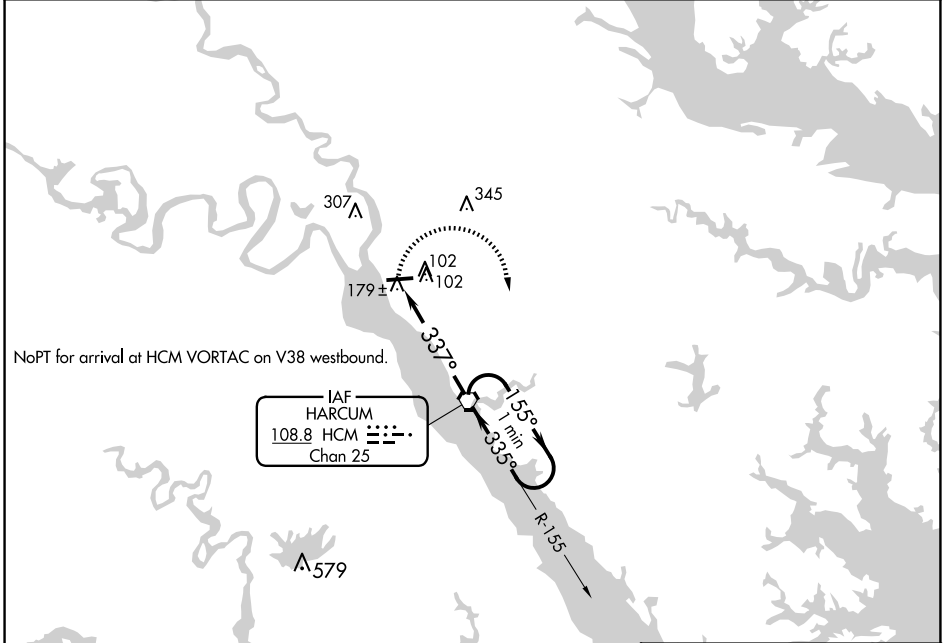 345
307
102
102
179 ±
337°
NoPT for arrival at HCM VORTAC on V38 westbound.
IAF
HARCUM
108.8 HCM
Chan 25
155°
1 min
335°
R-155
579